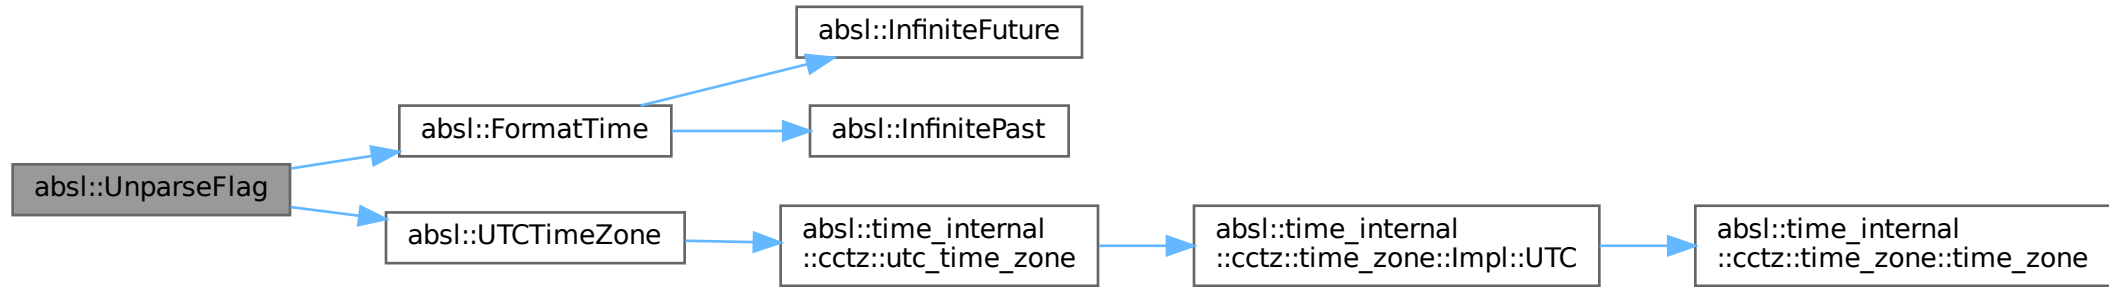 absl::InfiniteFuture
absl::FormatTime
absl::InfinitePast
absl::UnparseFlag
absl::UTCTimeZone
absl::time_internal
::cctz::utc_time_zone
absl::time_internal
::cctz::time_zone::Impl::UTC
absl::time_internal
::cctz::time_zone::time_zone